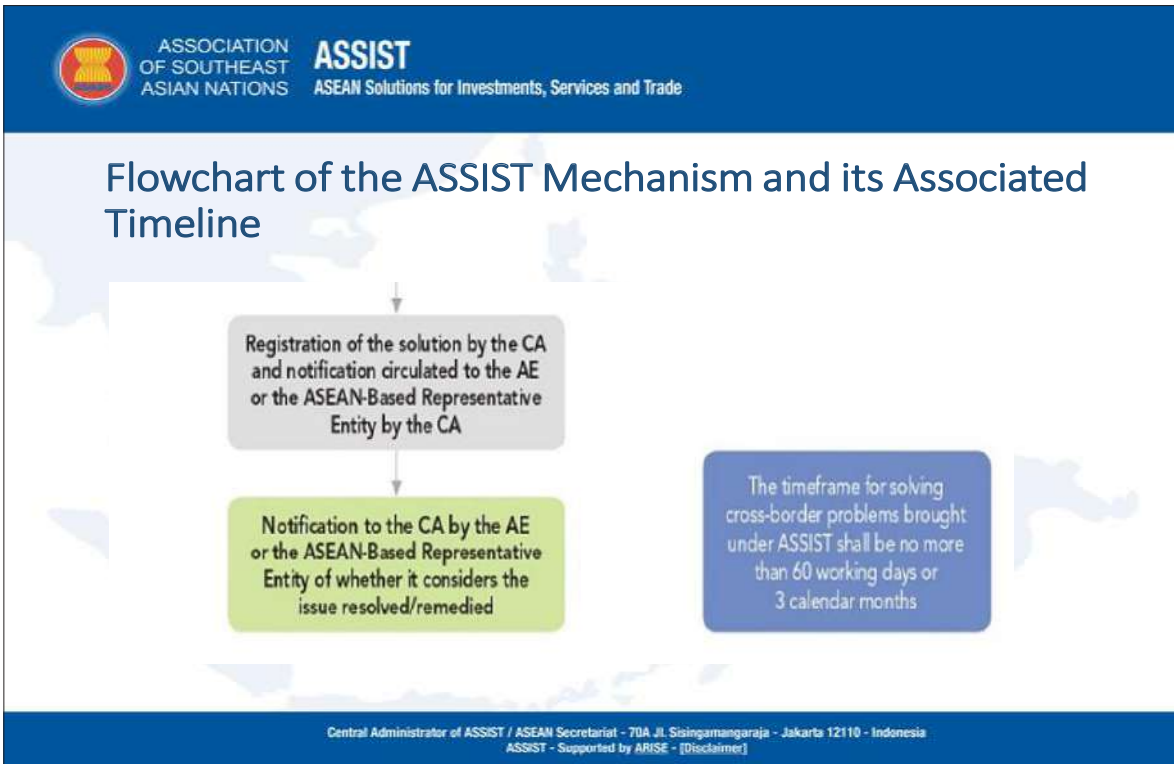 ASSOCIATION
OF SOUTHEAST
ASIAN NATIONS
ASSIST
ASEAN Solutions for Investments, Services and Trade
Flowchart of the ASSIST Mechanism and its Associated
Timeline
Registration of the solution by the CA
and notification circulated to the AE
or the ASEAN-Based Representative
Entity by the CA
Notification to the CA by the AE
or the ASEAN-Based Representative
Entity of whether it considers the
issue resolved/remedied
The timeframe for solving
cross-border problems brought
under ASSIST shall be no more
than 60 working days or
3 calendar months
Central Administrator of ASSIST / ASEAN Secretariat - 70A Jl. Sisingamangaraja - Jakarta 12110 - Indonesia
ASSIST - Supported by ARISE - [Disclaimer]